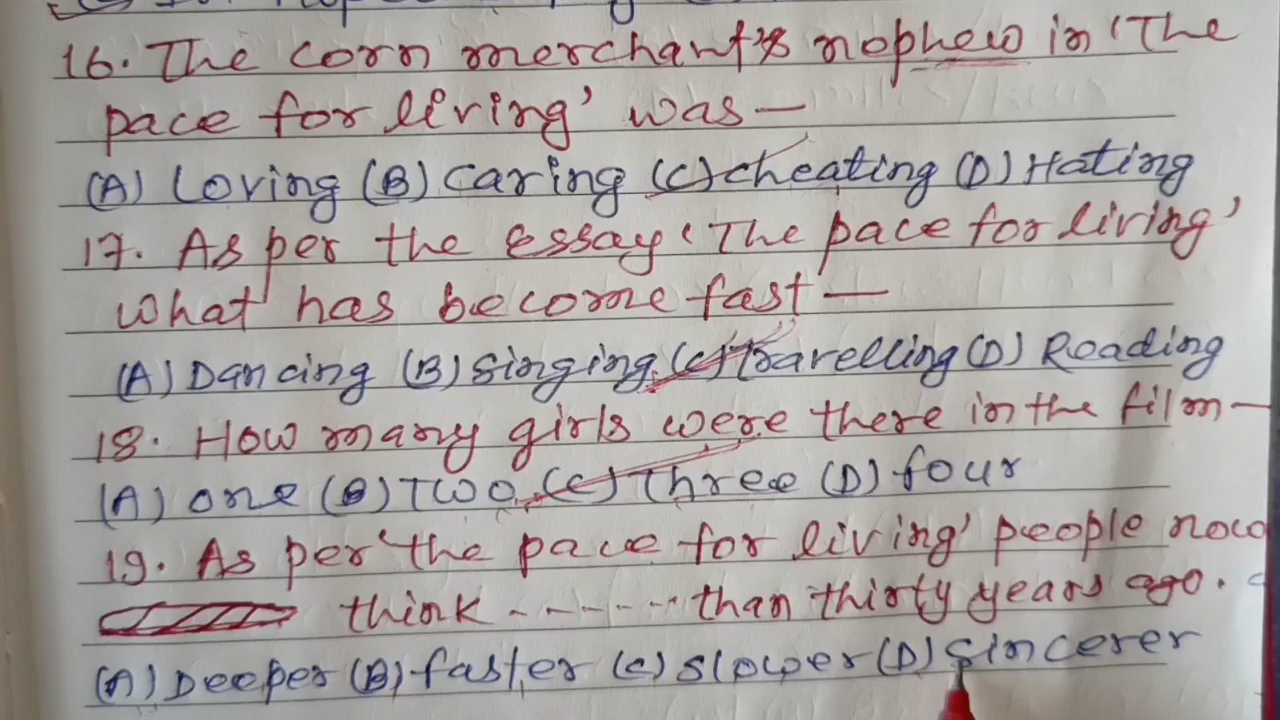 16. The corn merchant's nephew in 'The
pace for living' was—
(A) Loving (B) Caring (C) cheating (D) Hating
17. As per the essay 'The pace for living'
what has become fast—
(A) Dancing (B) Singing (C) Travelling (D) Reading
18. How many girls were there in the film—
(A) one (B) Two (C) Three (D) four
19. As per 'the pace for living' people now
think ------ than thirty years ago.
(A) Deeper (B) faster (C) slower (D) sincerer